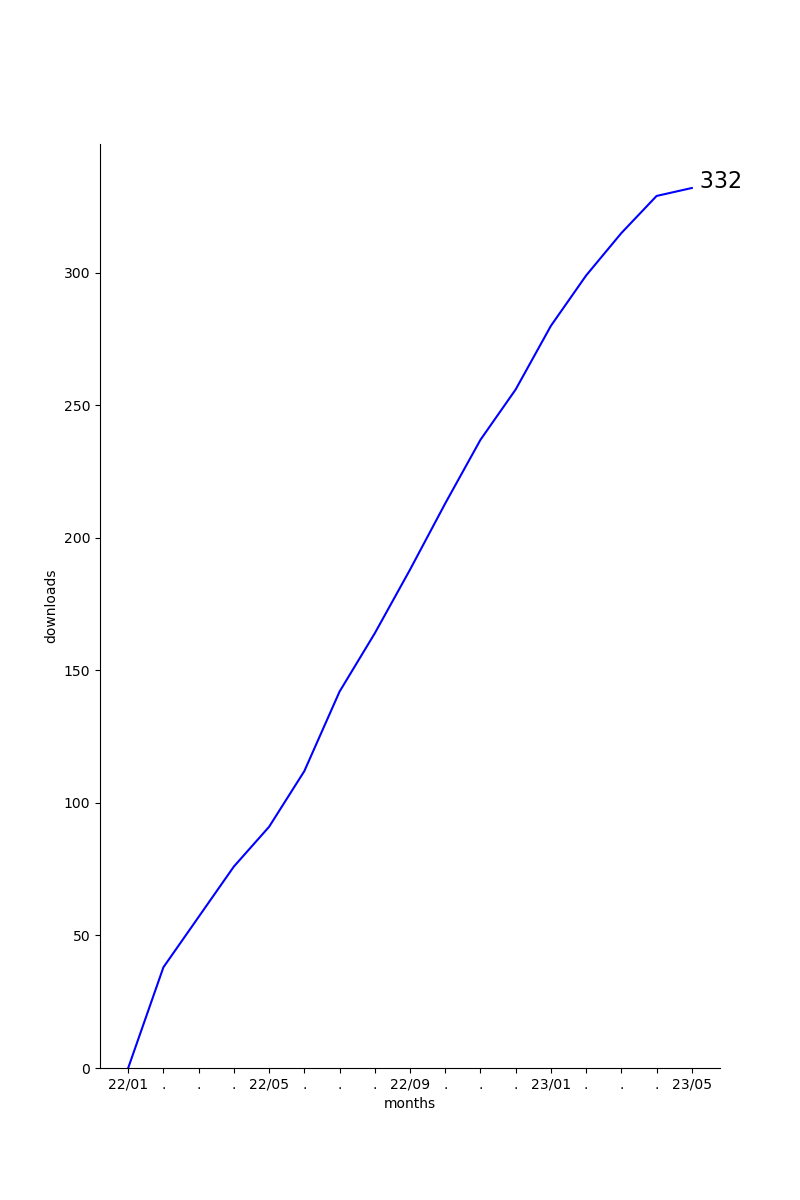 332
300
250
200
150
100
50
0
downloads
22/01 . . . 22/05 . . . 22/09 . . . 23/01 . . . 23/05
months